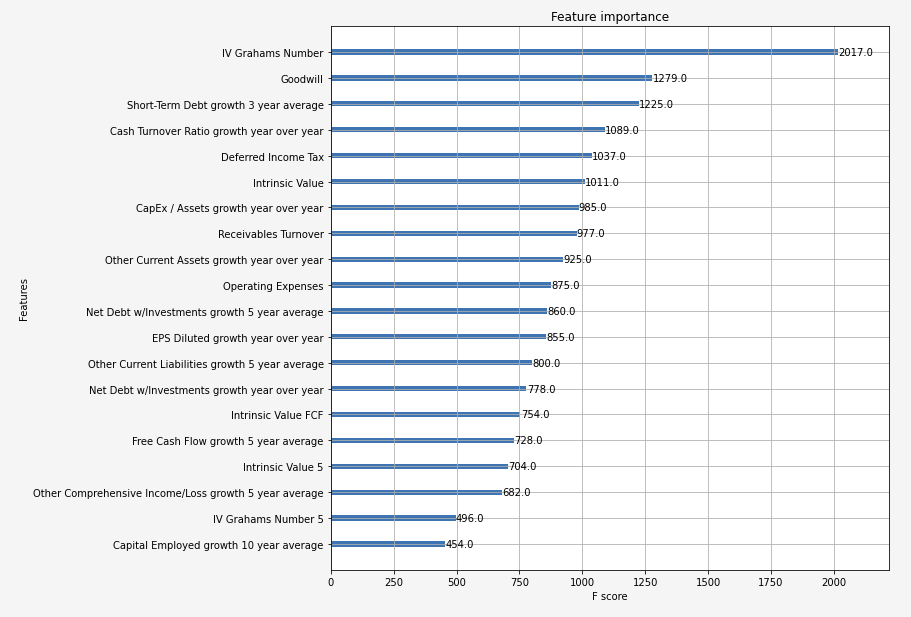 Feature importance
IV Grahams Number 2017.0
Goodwill 1279.0
Short-Term Debt growth 3 year average 1225.0
Cash Turnover Ratio growth year over year 1089.0
Deferred Income Tax 1037.0
Intrinsic Value 1011.0
CapEx / Assets growth year over year 985.0
Receivables Turnover 977.0
Other Current Assets growth year over year 925.0
Operating Expenses 875.0
Net Debt w/Investments growth 5 year average 860.0
EPS Diluted growth year over year 855.0
Other Current Liabilities growth 5 year average 800.0
Net Debt w/Investments growth year over year 778.0
Intrinsic Value FCF 754.0
Free Cash Flow growth 5 year average 728.0
Intrinsic Value 5 704.0
Other Comprehensive Income/Loss growth 5 year average 682.0
IV Grahams Number 5 496.0
Capital Employed growth 10 year average 454.0
Features
0 250 500 750 1000 1250 1500 1750 2000
F score